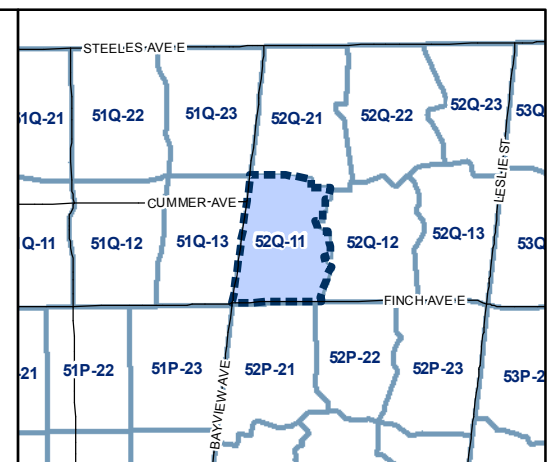 STEELES AVE E
1Q-21
51Q-22
51Q-23
52Q-21
52Q-22
52Q-23
53Q
LESLIE ST
CUMMER AVE
Q-11
51Q-12
51Q-13
52Q-11
52Q-12
52Q-13
53Q
FINCH AVE E
-21
51P-22
51P-23
52P-21
52P-22
52P-23
53P-2
BAYVIEW AVE